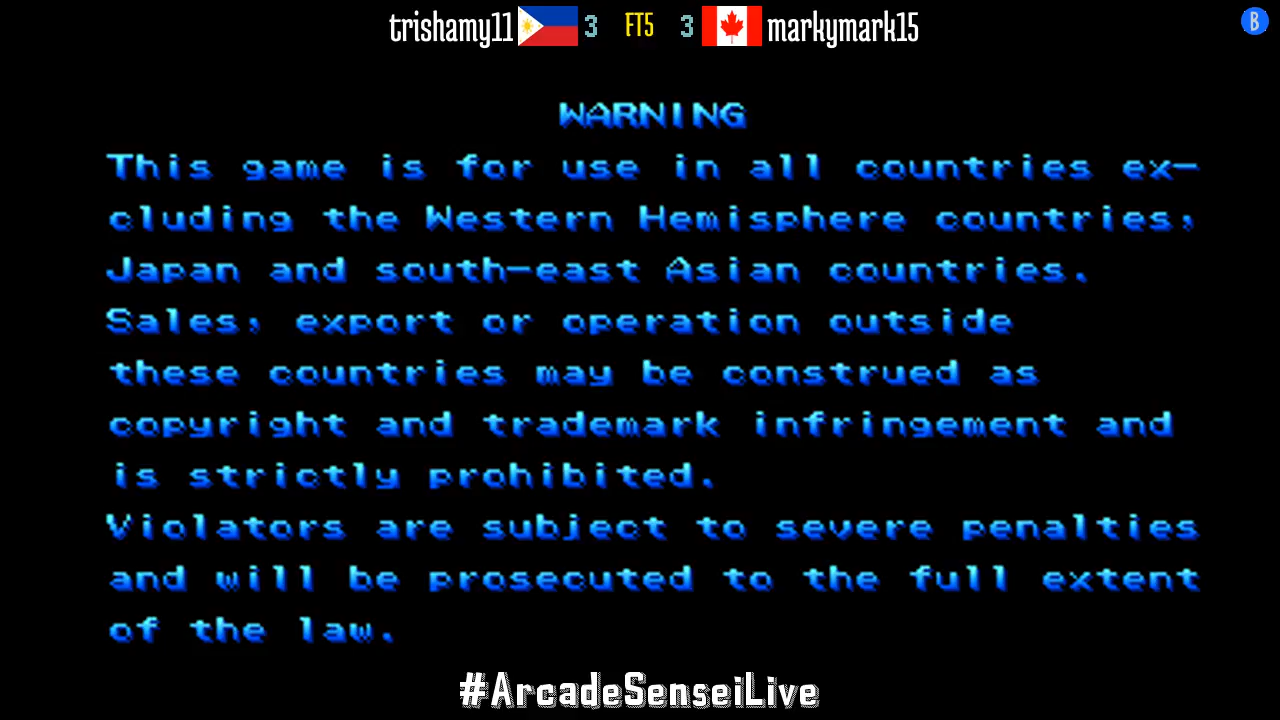 trishamy11 3 FT5 3 markymark15
B
WARNING
This game is for use in all countries ex-
cluding the Western Hemisphere countries,
Japan and south-east Asian countries.
Sales, export or operation outside
these countries may be construed as
copyright and trademark infringement and
is strictly prohibited.
Violators are subject to severe penalties
and will be prosecuted to the full extent
of the law.
#ArcadeSenseiLive